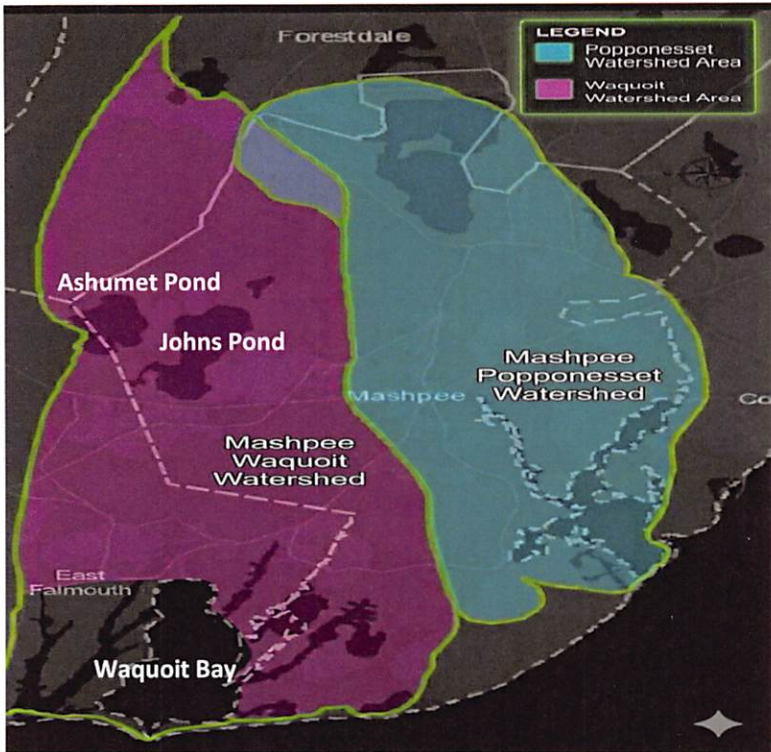 Forestdale
LEGEND
Popponesset
Watershed Area
Waquoit
Watershed Area
Ashumet Pond
Johns Pond
Mashpee
Popponesset
Watershed
Mashpee
Co
Mashpee
Waquoit
Watershed
East
Falmouth
Waquoit Bay